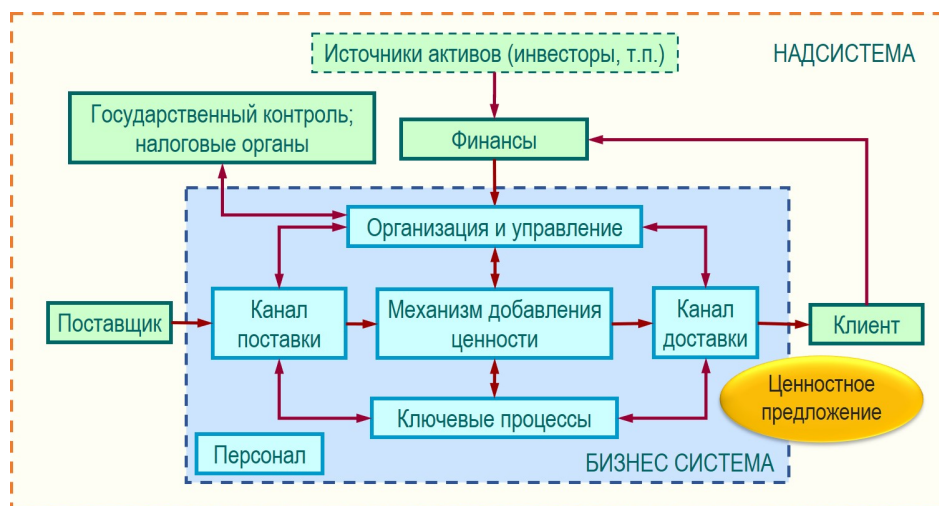 Источники активов (инвесторы, т.п.)
НАДСИСТЕМА
Государственный контроль;
налоговые органы
Финансы
Организация и управление
Поставщик
Канал
поставки
Механизм добавления
ценности
Канал
доставки
Клиент
Ценностное
предложение
Ключевые процессы
Персонал
БИЗНЕС СИСТЕМА